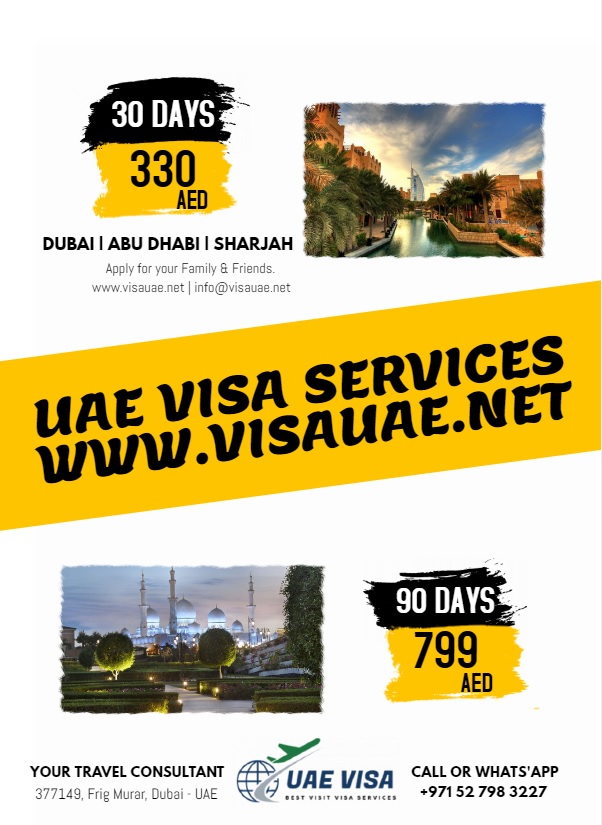 30 DAYS
330
AED
DUBAI | ABU DHABI | SHARJAH
Apply for your Family & Friends.
www.visauae.net | info@visauae.net
UAE VISA SERVICES
WWW.VISAUAE.NET
90 DAYS
799
AED
YOUR TRAVEL CONSULTANT
377149, Frig Murar, Dubai - UAE
UAE VISA
BEST VISIT VISA SERVICES
CALL OR WHATS'APP
+971 52 798 3227